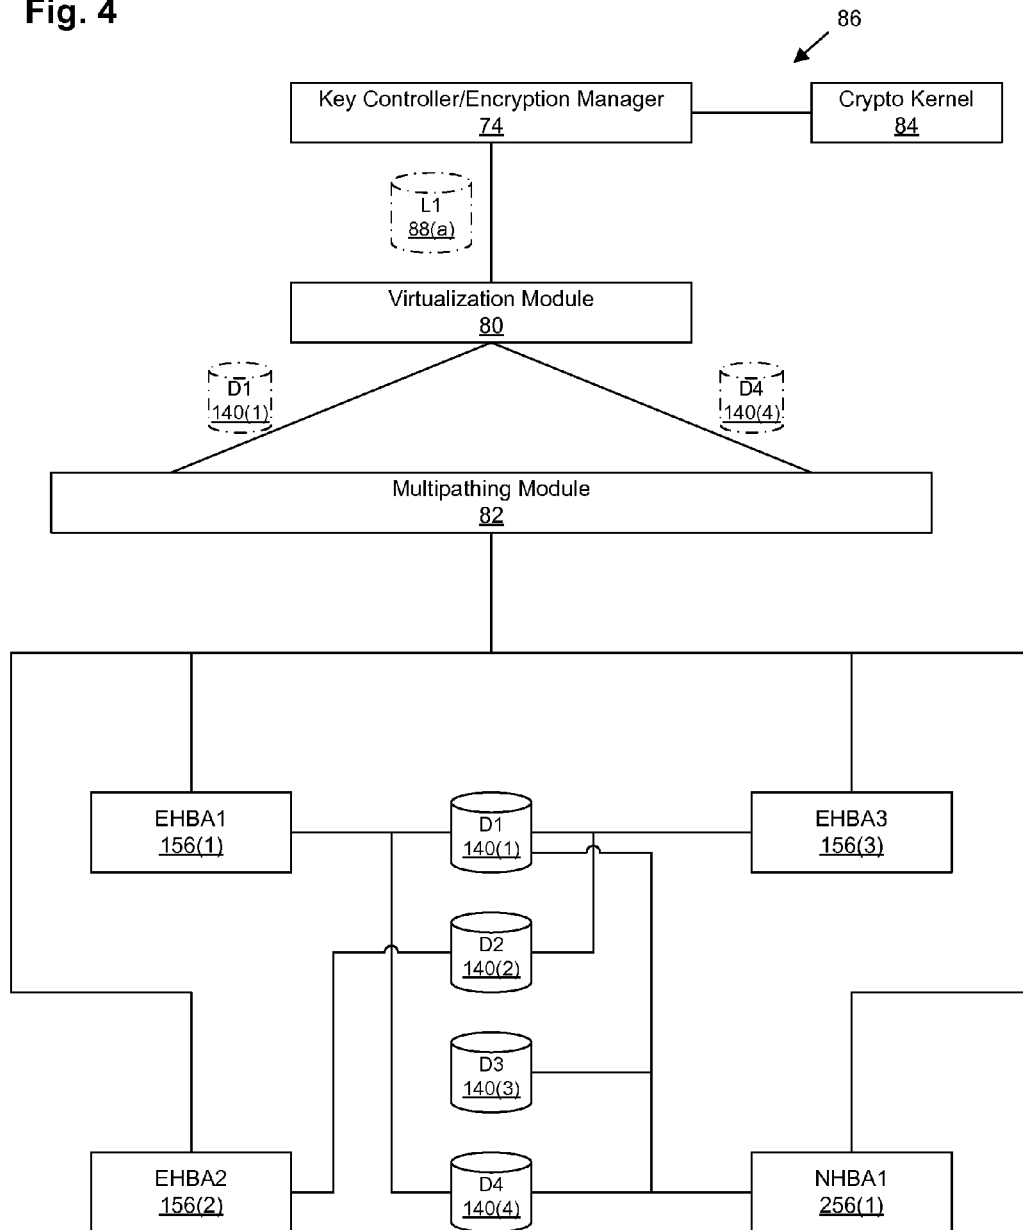 Fig. 4
86
Key Controller/Encryption Manager
74
Crypto Kernel
84
L1
88(a)
Virtualization Module
80
D1
140(1)
D4
140(4)
Multipathing Module
82
EHBA1
156(1)
D1
140(1)
EHBA3
156(3)
D2
140(2)
D3
140(3)
EHBA2
156(2)
D4
140(4)
NHBA1
256(1)